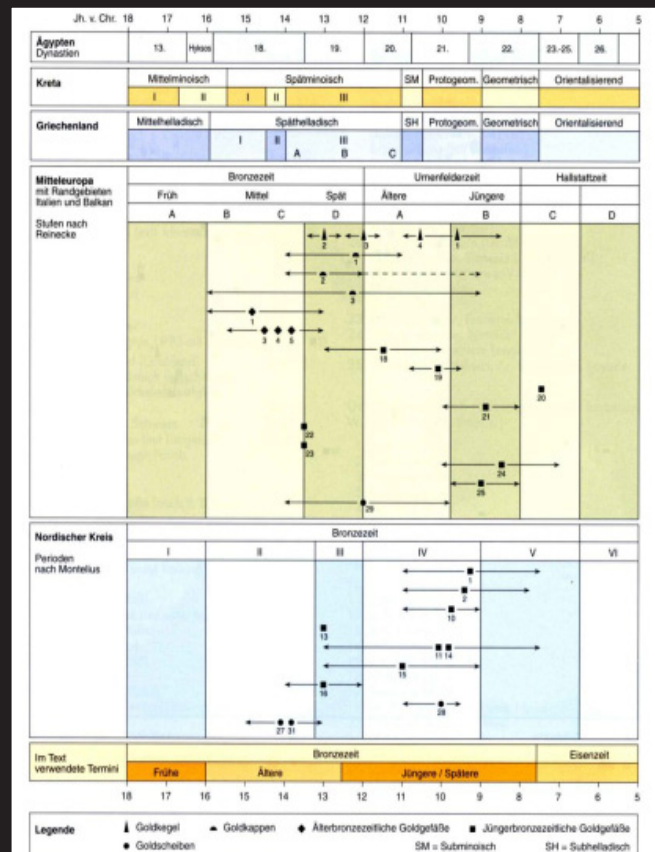 Jh. v. Chr. 18 17 16 15 14 13 12 11 10 9 8 7 6 5
Ägypten
Dynastien
13. Hyksos 18. 19. 20. 21. 22. 23.-25. 26.
Kreta
Mittelminoisch Spätminoisch SM Protogeom. Geometrisch Orientalisierend
I II I II III
Griechenland
Mittelhelladisch Späthelladisch SH Protogeom. Geometrisch Orientalisierend
I II III
A B C
Mitteleuropa
mit Randgebieten
Italien und Balkan
Stufen nach
Reinecke
Bronzezeit Urnenfelderzeit Hallstattzeit
Früh Mittel Spät Ältere Jüngere
A B C D A B C D
2 3 4 1
1
2
3
1
3 4 5
18
19
20
21
22
23
24
25
29
Nordischer Kreis
Perioden
nach Montelius
Bronzezeit
I II III IV V VI
1
2
10
13
11 14
15
16
28
27 31
Im Text
verwendete Termini
Bronzezeit Eisenzeit
Frühe Ältere Jüngere / Spätere
18 17 16 15 14 13 12 11 10 9 8 7 6 5
Legende
Goldkegel Goldkappen Älterbronzezeitliche Goldgefäße Jüngerbronzezeitliche Goldgefäße
Goldscheiben SM = Subminoisch SH = Subhelladisch